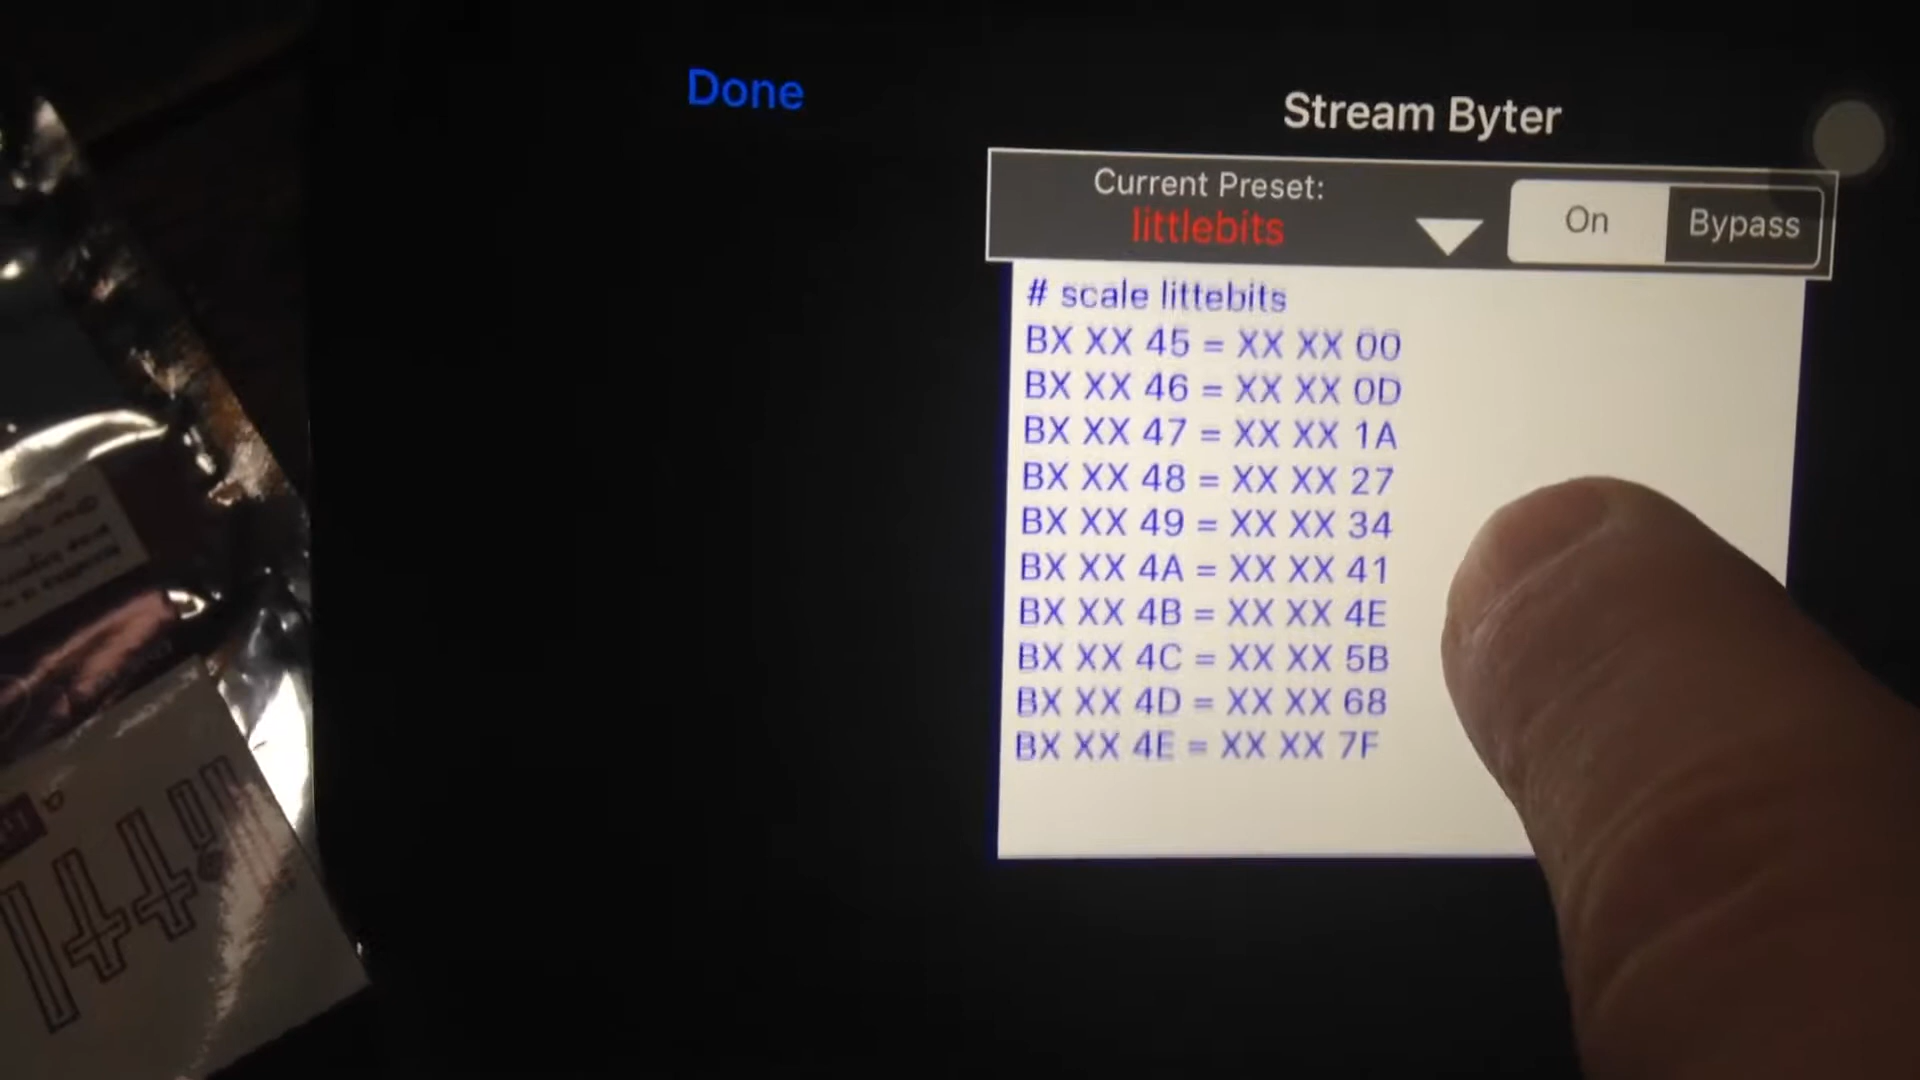 Done
Stream Byter
Current Preset:
littlebits
On
Bypass
# scale littebits
BX XX 45 = XX XX 00
BX XX 46 = XX XX 0D
BX XX 47 = XX XX 1A
BX XX 48 = XX XX 27
BX XX 49 = XX XX 34
BX XX 4A = XX XX 41
BX XX 4B = XX XX 4E
BX XX 4C = XX XX 5B
BX XX 4D = XX XX 68
BX XX 4E = XX XX 7F